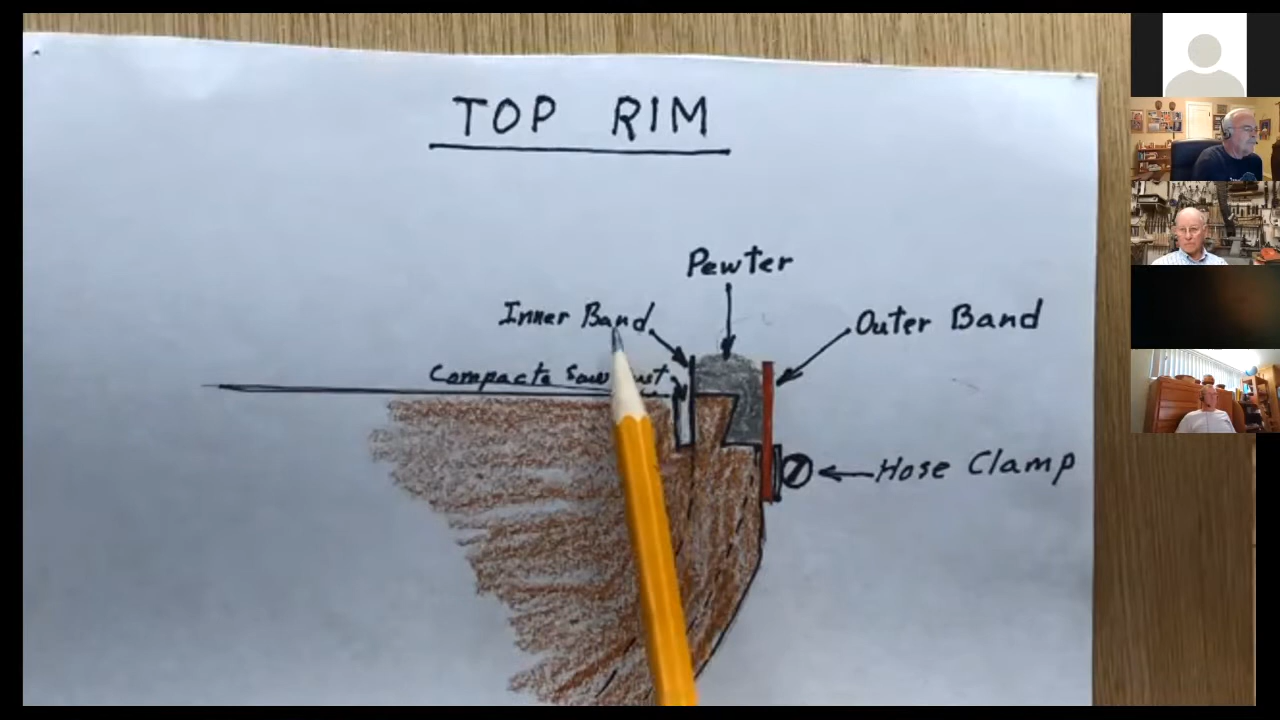 TOP RIM
Pewter
Inner Band
Outer Band
Compacte
Hose Clamp